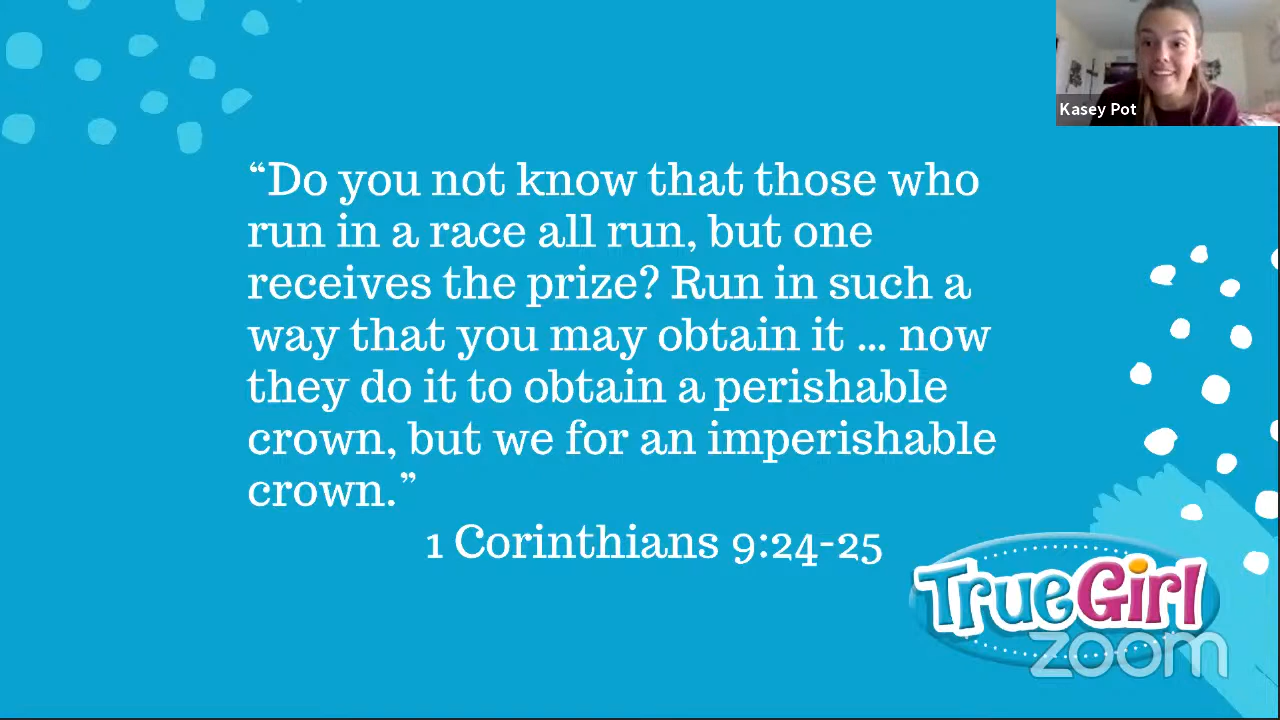 Kasey Pot
“Do you not know that those who
run in a race all run, but one
receives the prize? Run in such a
way that you may obtain it ... now
they do it to obtain a perishable
crown, but we for an imperishable
crown.”
1 Corinthians 9:24-25
TrueGirl
zoom